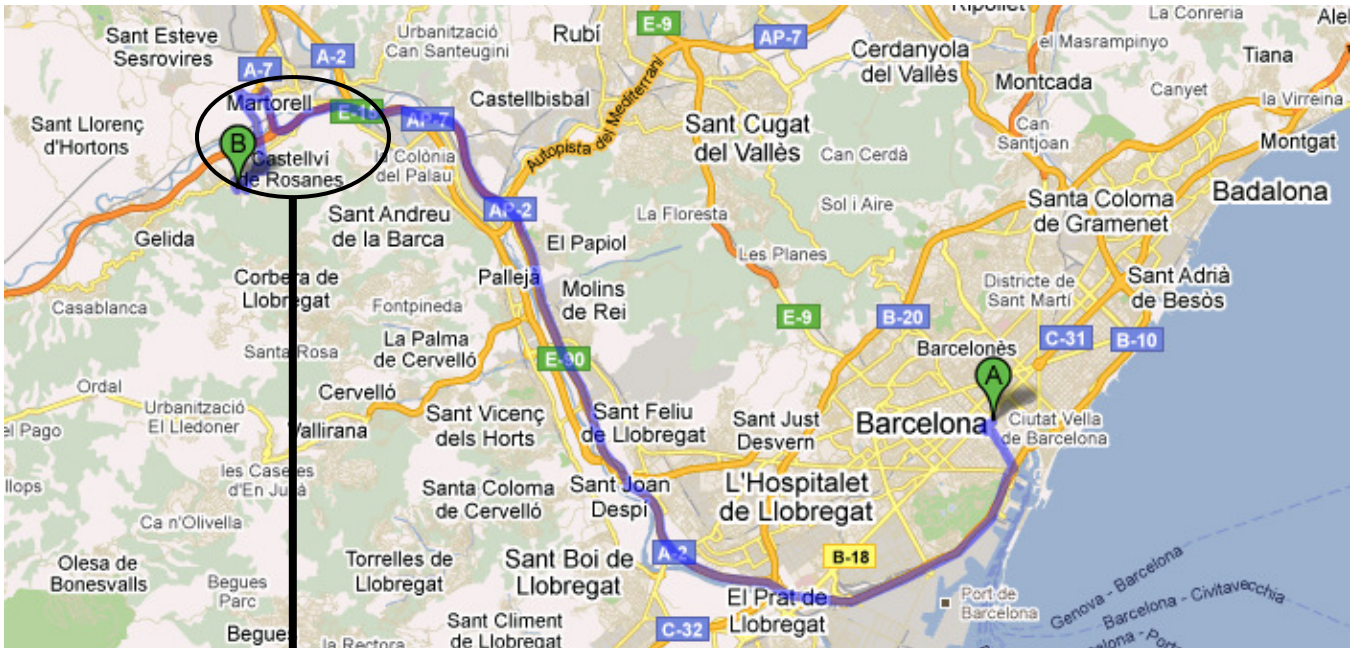 Ripollet
La Conreria
Sant Esteve
Sesrovires
A-2
Urbanització
Can Santeugini
Rubí
E-9
AP-7
Cerdanyola
del Vallès
el Masrampinyo
Tiana
A-7
Martorell
Castellbisbal
Montcada
Canyet
la Virreina
Sant Llorenç
d'Hortons
AP-7
Autopista del Mediterrani
Sant Cugat
del Vallès
Can
Santjoan
Montgat
B
Castellví
de Rosanes
la Colònia
del Palau
Can Cerdà
Badalona
Sant Andreu
de la Barca
AP-2
La Floresta
Sol i Aire
Santa Coloma
de Gramenet
Gelida
El Papiol
Les Planes
Corbera de
Llobregat
Palleja
Molins
de Rei
Districte de
Sant Martí
Sant Adrià
de Besòs
Casablanca
Fontpineda
E-9
B-20
C-31
B-10
Santa Rosa
La Palma
de Cervelló
E-90
Barcelonès
A
Ordal
Cervelló
Urbanització
El Lledoner
Sant Vicenç
dels Horts
Sant Feliu
de Llobregat
Sant Just
Desvern
Barcelona
Ciutat Vella
de Barcelona
el Pago
Vallirana
les Caseres
d'En Julià
Santa Coloma
de Cervelló
Sant Joan
Despí
L'Hospitalet
de Llobregat
Ca n'Olivella
A-2
B-18
Olesa de
Bonesvalls
Begues
Parc
Torrelles de
Llobregat
Sant Boi de
Llobregat
El Prat de
Llobregat
Port de
Barcelona
Genova - Barcelona
Barcelona - Civitavecchia
Begues
la Rectora
Sant Climent
de Llobregat
C-32